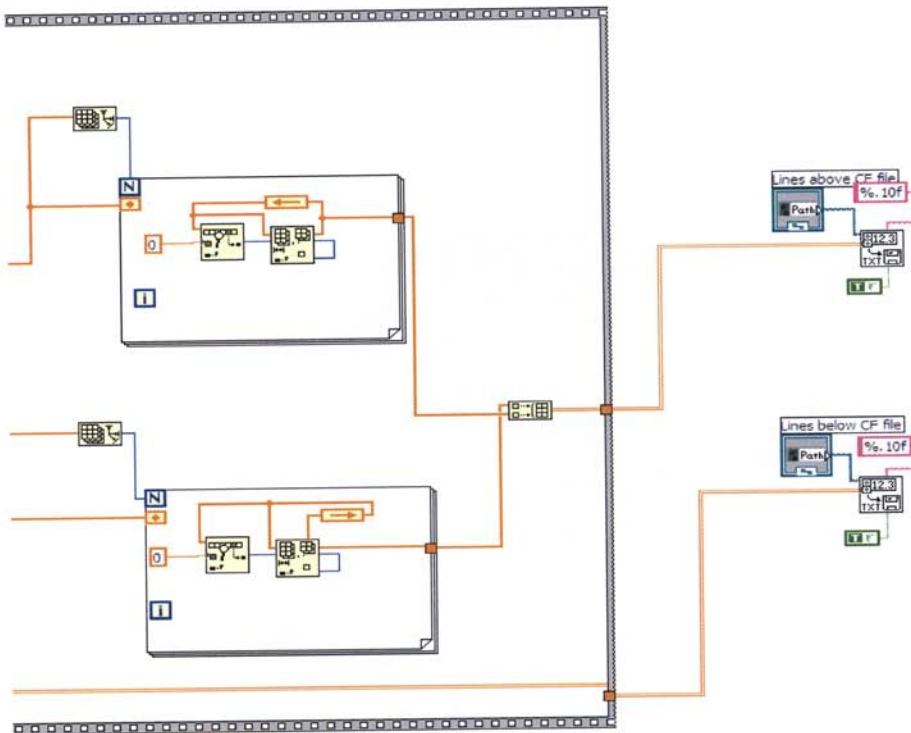 N
0
i
Lines above CF file
%.10f
Path
12.3
TXT
T F
N
0
i
Lines below CF file
%.10f
Path
12.3
TXT
T F